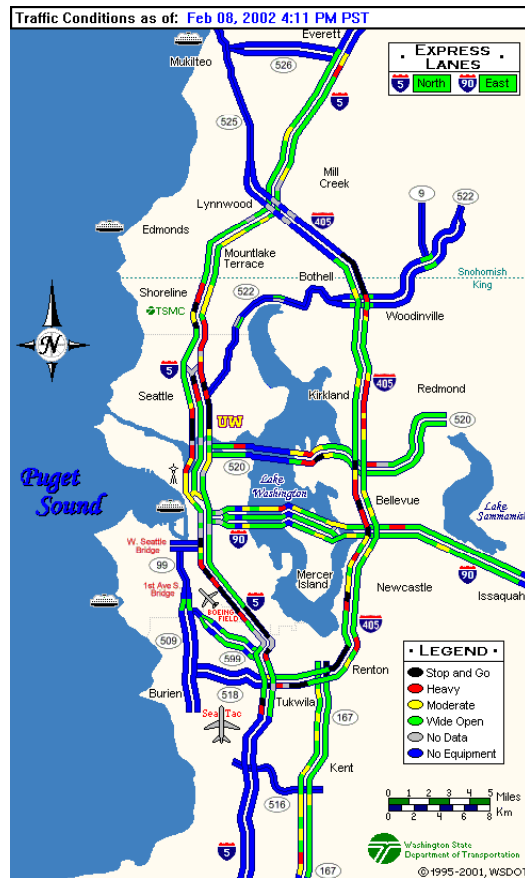 Traffic Conditions as of: Feb 08, 2002 4:11 PM PST
Everett
Mukilteo
526
5
EXPRESS
LANES
5 North 90 East
525
Mill
Creek
Lynnwood
405
9
522
Edmonds
Mountlake
Terrace
Bothell
Snohomish
King
Shoreline
TSMC
522
Woodinville
N
5
405
Seattle
Kirkland
Redmond
UW
520
520
Puget
Sound
Lake
Washington
Bellevue
Lake
Sammamish
W. Seattle
Bridge
90
99
1st Ave S.
Bridge
Mercer
Island
Newcastle
90
Issaquah
5
BOEING
FIELD
405
509
599
Renton
518
Burien
Tukwila
SeaTac
167
LEGEND
Stop and Go
Heavy
Moderate
Wide Open
No Data
No Equipment
Kent
516
0 1 2 3 4 5 Miles
0 2 4 6 8 Km
5
167
Washington State
Department of Transportation
©1995-2001, WSDOT